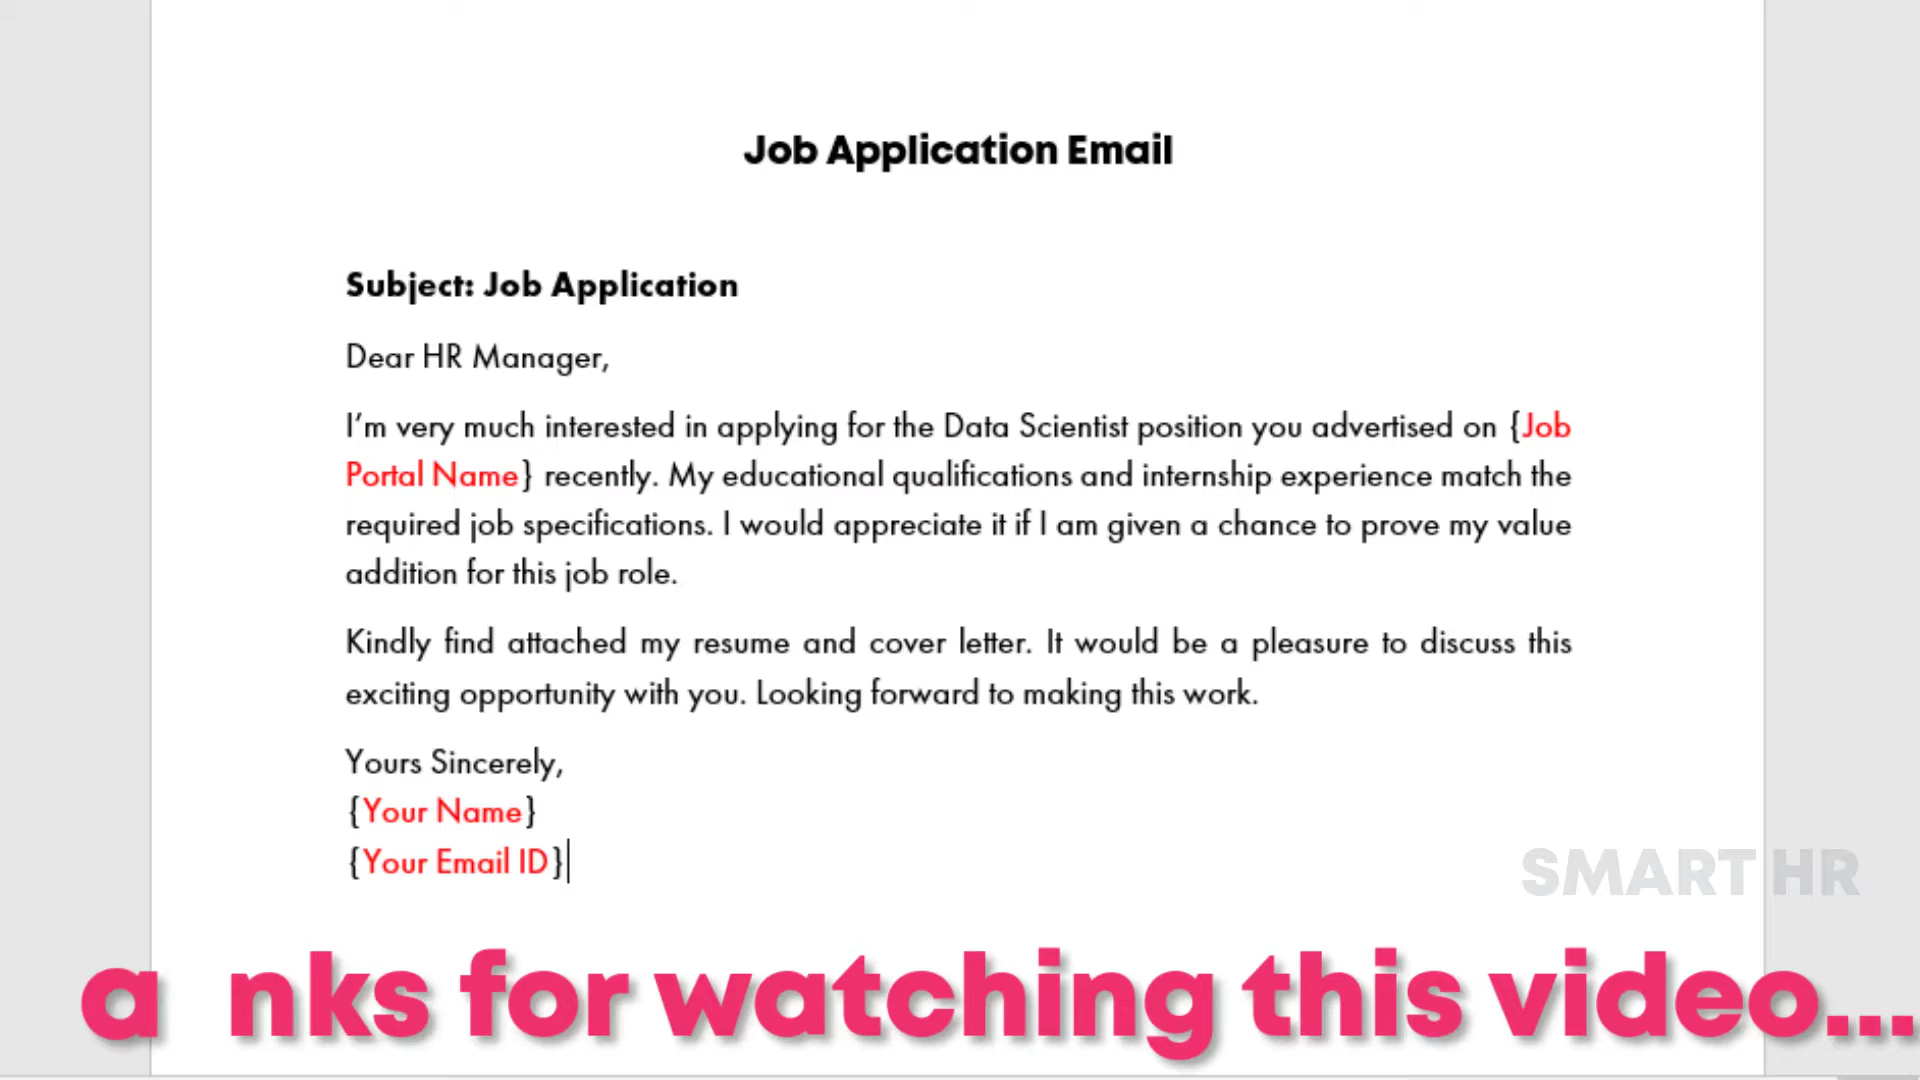 Job Application Email
Subject: Job Application
Dear HR Manager,
I’m very much interested in applying for the Data Scientist position you advertised on {Job
Portal Name} recently. My educational qualifications and internship experience match the
required job specifications. I would appreciate it if I am given a chance to prove my value
addition for this job role.
Kindly find attached my resume and cover letter. It would be a pleasure to discuss this
exciting opportunity with you. Looking forward to making this work.
Yours Sincerely,
{Your Name}
{Your Email ID}
SMART HR
a nks for watching this video...